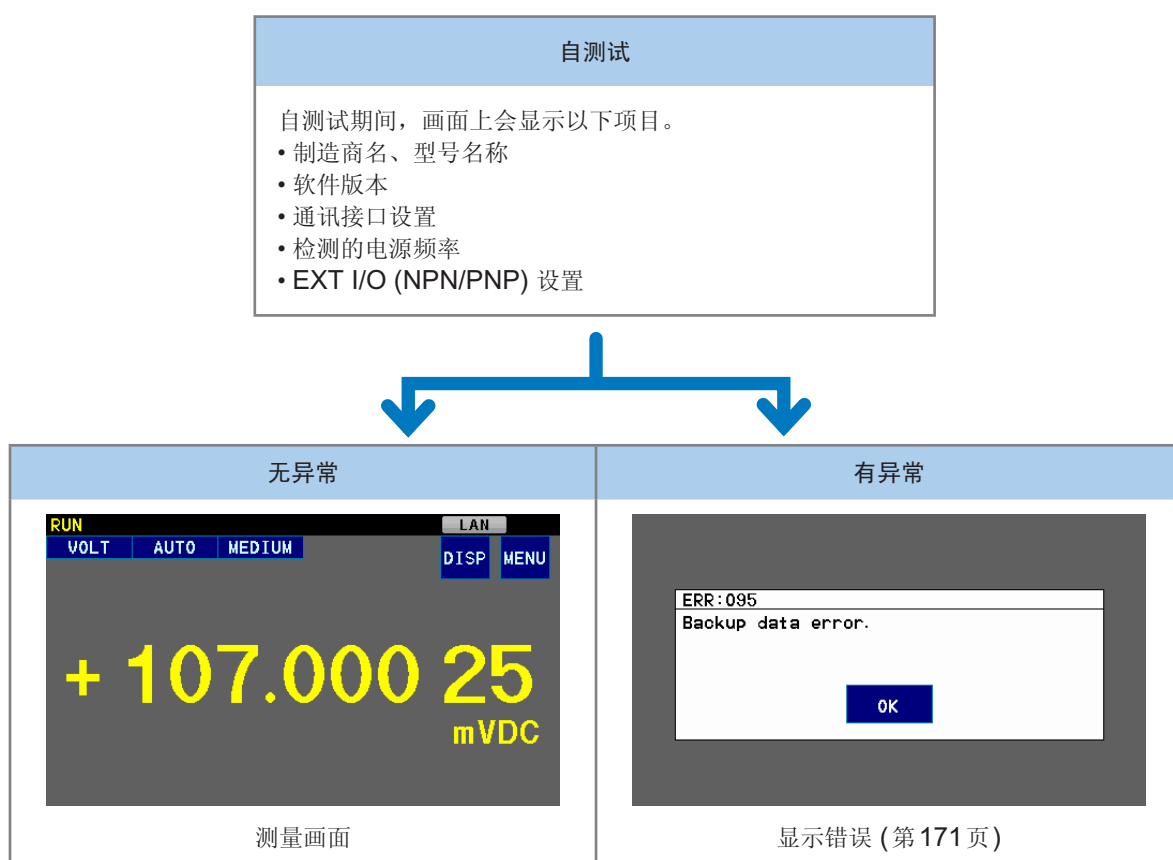 自测试
自测试期间，画面上会显示以下项目。
• 制造商名、型号名称
• 软件版本
• 通讯接口设置
• 检测的电源频率
• EXT I/O (NPN/PNP) 设置
无异常
有异常
RUN
LAN
VOLT AUTO MEDIUM
DISP MENU
+ 107.000 25
mVDC
测量画面
ERR:095
Backup data error.
OK
显示错误 (第171页)